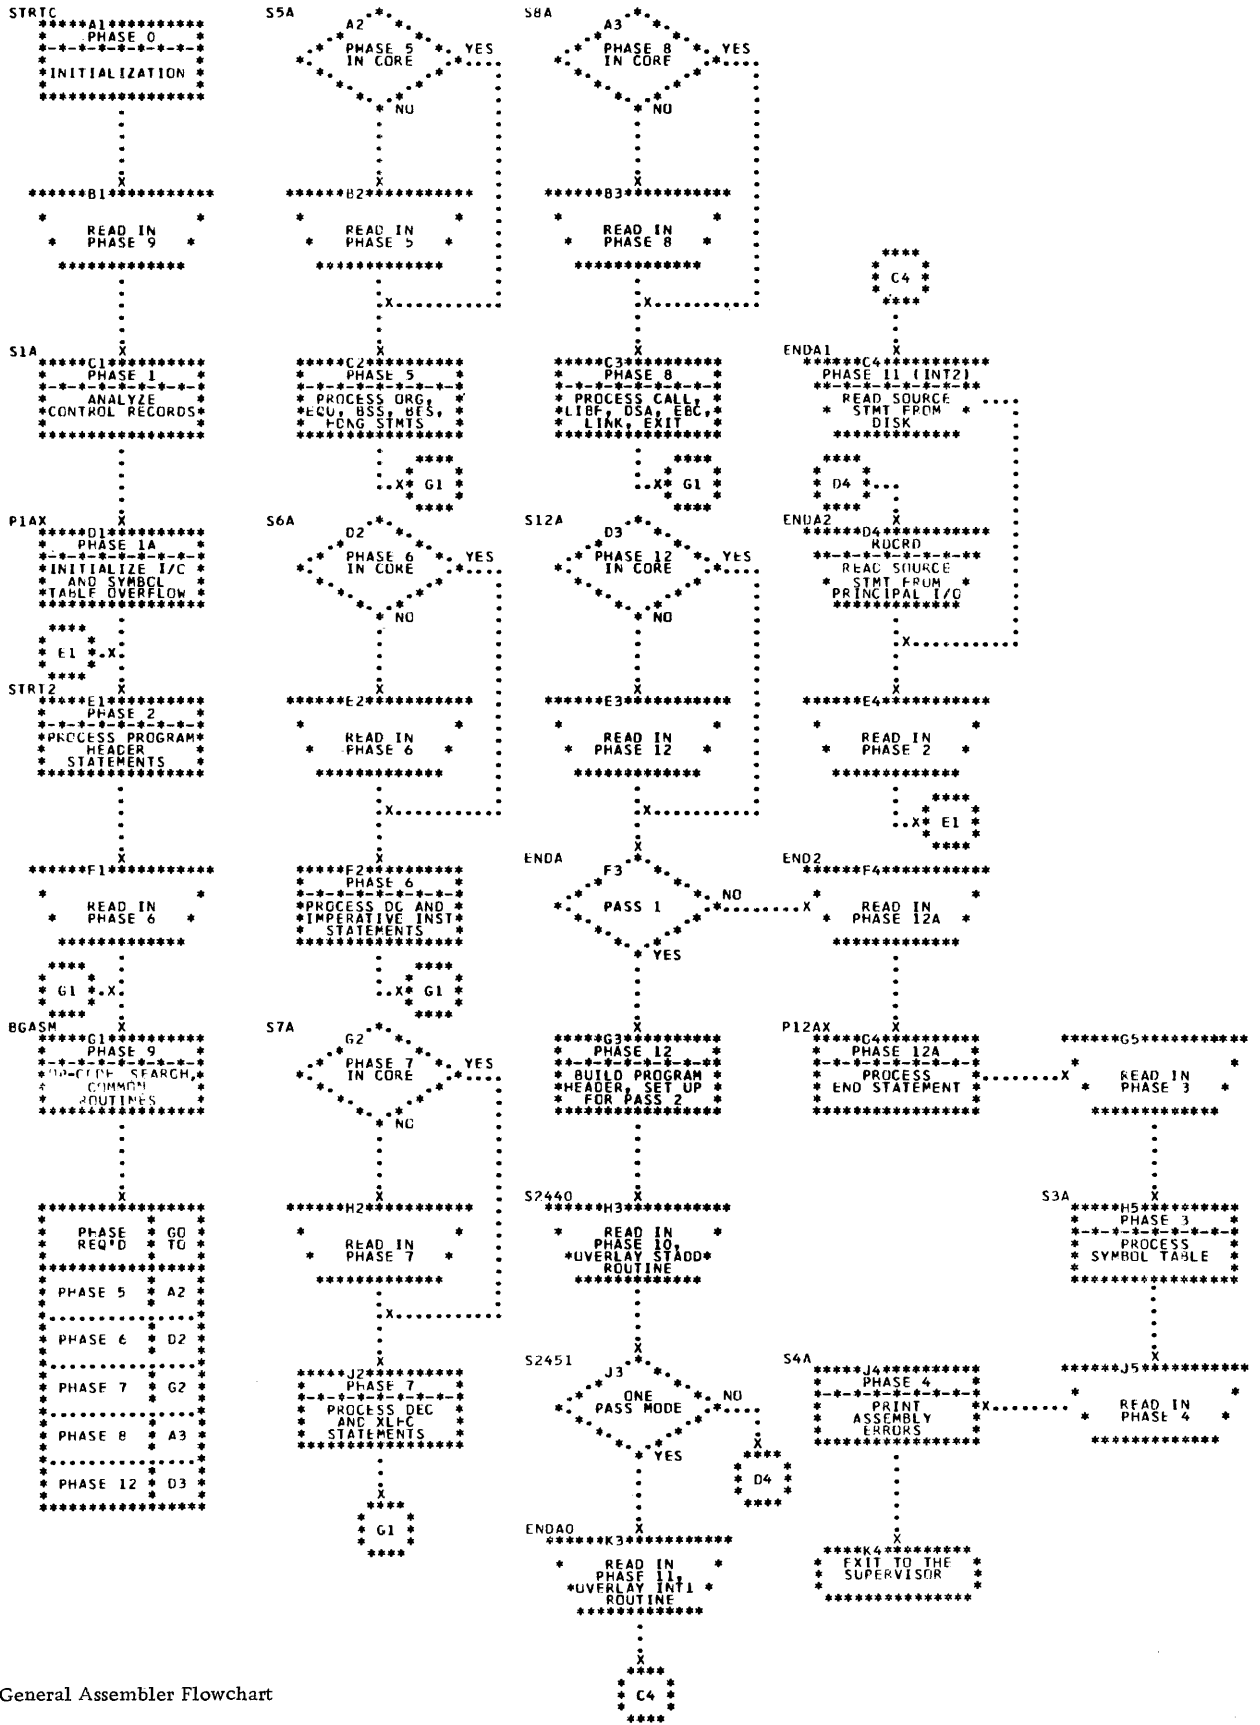 STRTC
A1
PHASE 0
INITIALIZATION
B1
READ IN
PHASE 9
S1A
C1
PHASE 1
ANALYZE
CONTROL RECORDS
P1AX
D1
PHASE 1A
INITIALIZE I/C
AND SYMBOL
TABLE OVERFLOW
E1
STRT2
E1
PHASE 2
PROCESS PROGRAM
HEADER
STATEMENTS
F1
READ IN
PHASE 6
G1
BGASM
G1
PHASE 9
OP-CODE SEARCH,
COMMON
ROUTINES
PHASE REQ'D GO TO
PHASE 5 A2
PHASE 6 D2
PHASE 7 G2
PHASE 8 A3
PHASE 12 D3
S5A
A2
PHASE 5
IN CORE
YES
NO
B2
READ IN
PHASE 5
C2
PHASE 5
PROCESS ORG,
EQU, BSS, BES,
HDNG STMTS
G1
S6A
D2
PHASE 6
IN CORE
YES
NO
E2
READ IN
PHASE 6
F2
PHASE 6
PROCESS DC AND
IMPERATIVE INST
STATEMENTS
G1
S7A
G2
PHASE 7
IN CORE
YES
NO
H2
READ IN
PHASE 7
J2
PHASE 7
PROCESS DEC
AND XLFC
STATEMENTS
G1
S8A
A3
PHASE 8
IN CORE
YES
NO
B3
READ IN
PHASE 8
C3
PHASE 8
PROCESS CALL,
LIBF, DSA, EBC,
LINK, EXIT
G1
S12A
D3
PHASE 12
IN CORE
YES
NO
E3
READ IN
PHASE 12
ENDA
F3
PASS 1
NO
YES
G3
PHASE 12
BUILD PROGRAM
HEADER, SET UP
FOR PASS 2
S2440
H3
READ IN
PHASE 10,
OVERLAY STADD
ROUTINE
S2451
J3
ONE
PASS MODE
NO
YES
D4
ENDA0
K3
READ IN
PHASE 11,
OVERLAY INT1
ROUTINE
C4
C4
ENDA1
C4
PHASE 11 (INT2)
READ SOURCE
STMT FROM
DISK
D4
ENDA2
D4
RDCRD
READ SOURCE
STMT FROM
PRINCIPAL I/O
E4
READ IN
PHASE 2
E1
END2
F4
READ IN
PHASE 12A
P12AX
G4
PHASE 12A
PROCESS
END STATEMENT
G5
READ IN
PHASE 3
S3A
H5
PHASE 3
PROCESS
SYMBOL TABLE
J5
READ IN
PHASE 4
S4A
J4
PHASE 4
PRINT
ASSEMBLY
ERRORS
K4
EXIT TO THE
SUPERVISOR
General Assembler Flowchart